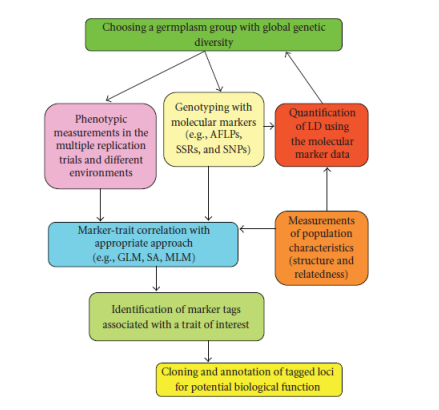 Choosing a germplasm group with global genetic
diversity
Phenotypic
measurements in the
multiple replication
trials and different
environments
Genotyping with
molecular markers
(e.g., AFLPs,
SSRs, and SNPs)
Quantification
of LD using
the molecular
marker data
Marker-trait correlation with
appropriate approach
(e.g., GLM, SA, MLM)
Measurements
of population
characteristics
(structure and
relatedness)
Identification of marker tags
associated with a trait of interest
Cloning and annotation of tagged loci
for potential biological function